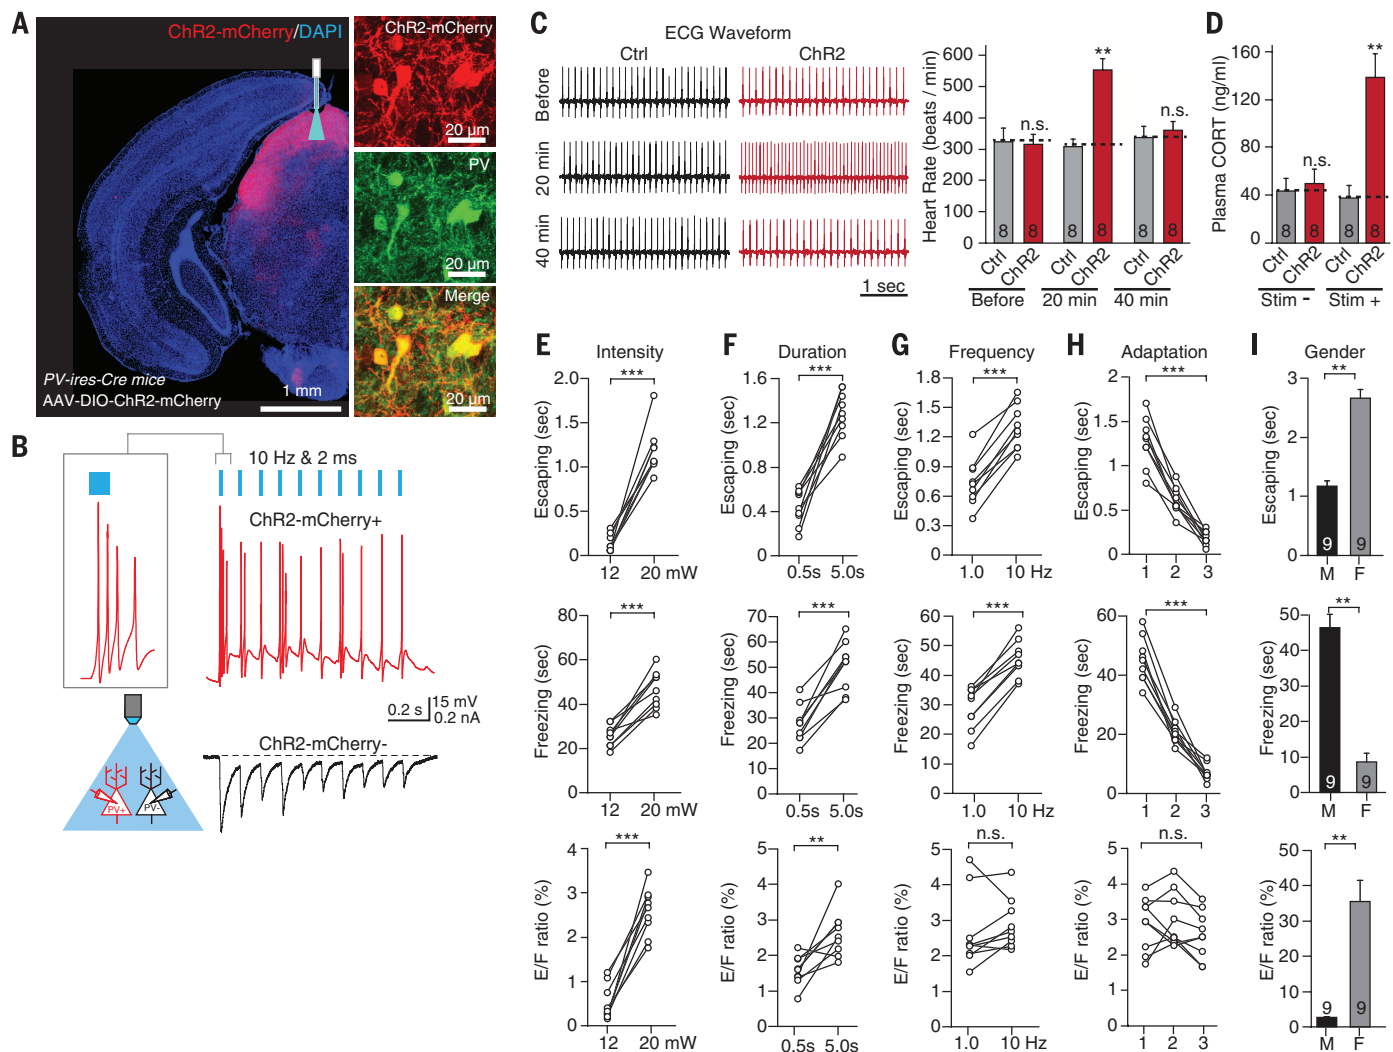 A
ChR2-mCherry/DAPI
PV-ires-Cre mice
AAV-DIO-ChR2-mCherry
1 mm
ChR2-mCherry
20 µm
PV
20 µm
Merge
20 µm
B
10 Hz & 2 ms
ChR2-mCherry+
0.2 s
15 mV
0.2 nA
ChR2-mCherry-
PV+
PV-
C
ECG Waveform
Ctrl
ChR2
Before
20 min
40 min
1 sec
Heart Rate (beats / min)
600
500
400
300
200
100
0
n.s.
**
n.s.
8
8
8
8
8
8
Ctrl
ChR2
Ctrl
ChR2
Ctrl
ChR2
Before
20 min
40 min
D
Plasma CORT (ng/ml)
160
120
80
40
0
n.s.
**
8
8
8
8
Ctrl
ChR2
Ctrl
ChR2
Stim -
Stim +
E
Intensity
Escaping (sec)
2.0
1.0
0
***
12
20 mW
Freezing (sec)
80
60
40
20
0
***
12
20 mW
E/F ratio (%)
4
3
2
1
0
***
12
20 mW
F
Duration
Escaping (sec)
1.6
1.2
0.8
0.4
0
***
0.5s
5.0s
Freezing (sec)
70
60
50
40
30
20
10
0
***
0.5s
5.0s
E/F ratio (%)
5
4
3
2
1
0
**
0.5s
5.0s
G
Frequency
Escaping (sec)
1.8
1.5
1.2
0.9
0.6
0.3
0
***
1.0
10 Hz
Freezing (sec)
60
40
20
0
***
1.0
10 Hz
E/F ratio (%)
5
4
3
2
1
0
n.s.
1.0
10 Hz
H
Adaptation
Escaping (sec)
2
1.5
1
0.5
0
***
1
2
3
Freezing (sec)
60
40
20
0
***
1
2
3
E/F ratio (%)
5
4
3
2
1
0
n.s.
1
2
3
I
Gender
Escaping (sec)
3
2
1
0
**
9
9
M
F
Freezing (sec)
50
40
30
20
10
0
**
9
9
M
F
E/F ratio (%)
50
40
30
20
10
0
**
9
9
M
F